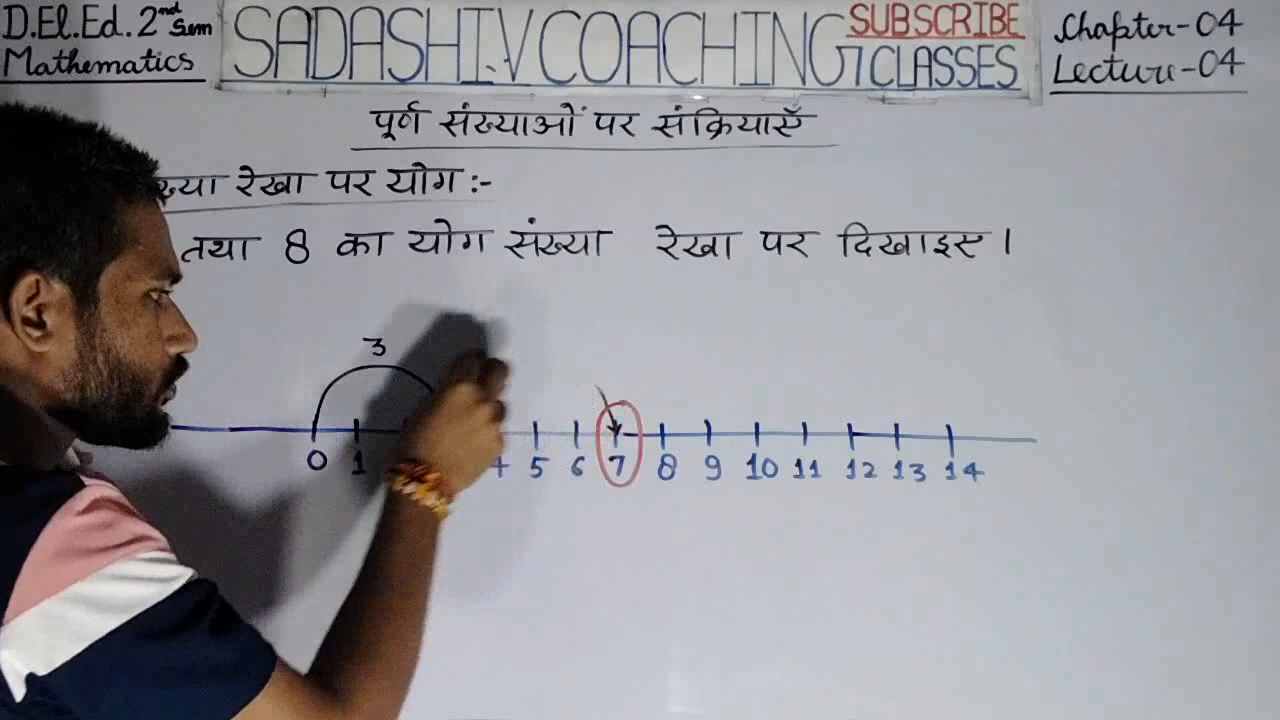 D.El.Ed. 2nd Sem
Mathematics
SADASHIV COACHING CLASSES
SUBSCRIBE
Chapter-04
Lecture-04
पूर्ण संख्याओं पर संक्रियाएँ
रेखा पर योग :-
तथा 8 का योग संख्या रेखा पर दिखाइए।
3
0 1 5 6 7 8 9 10 11 12 13 14